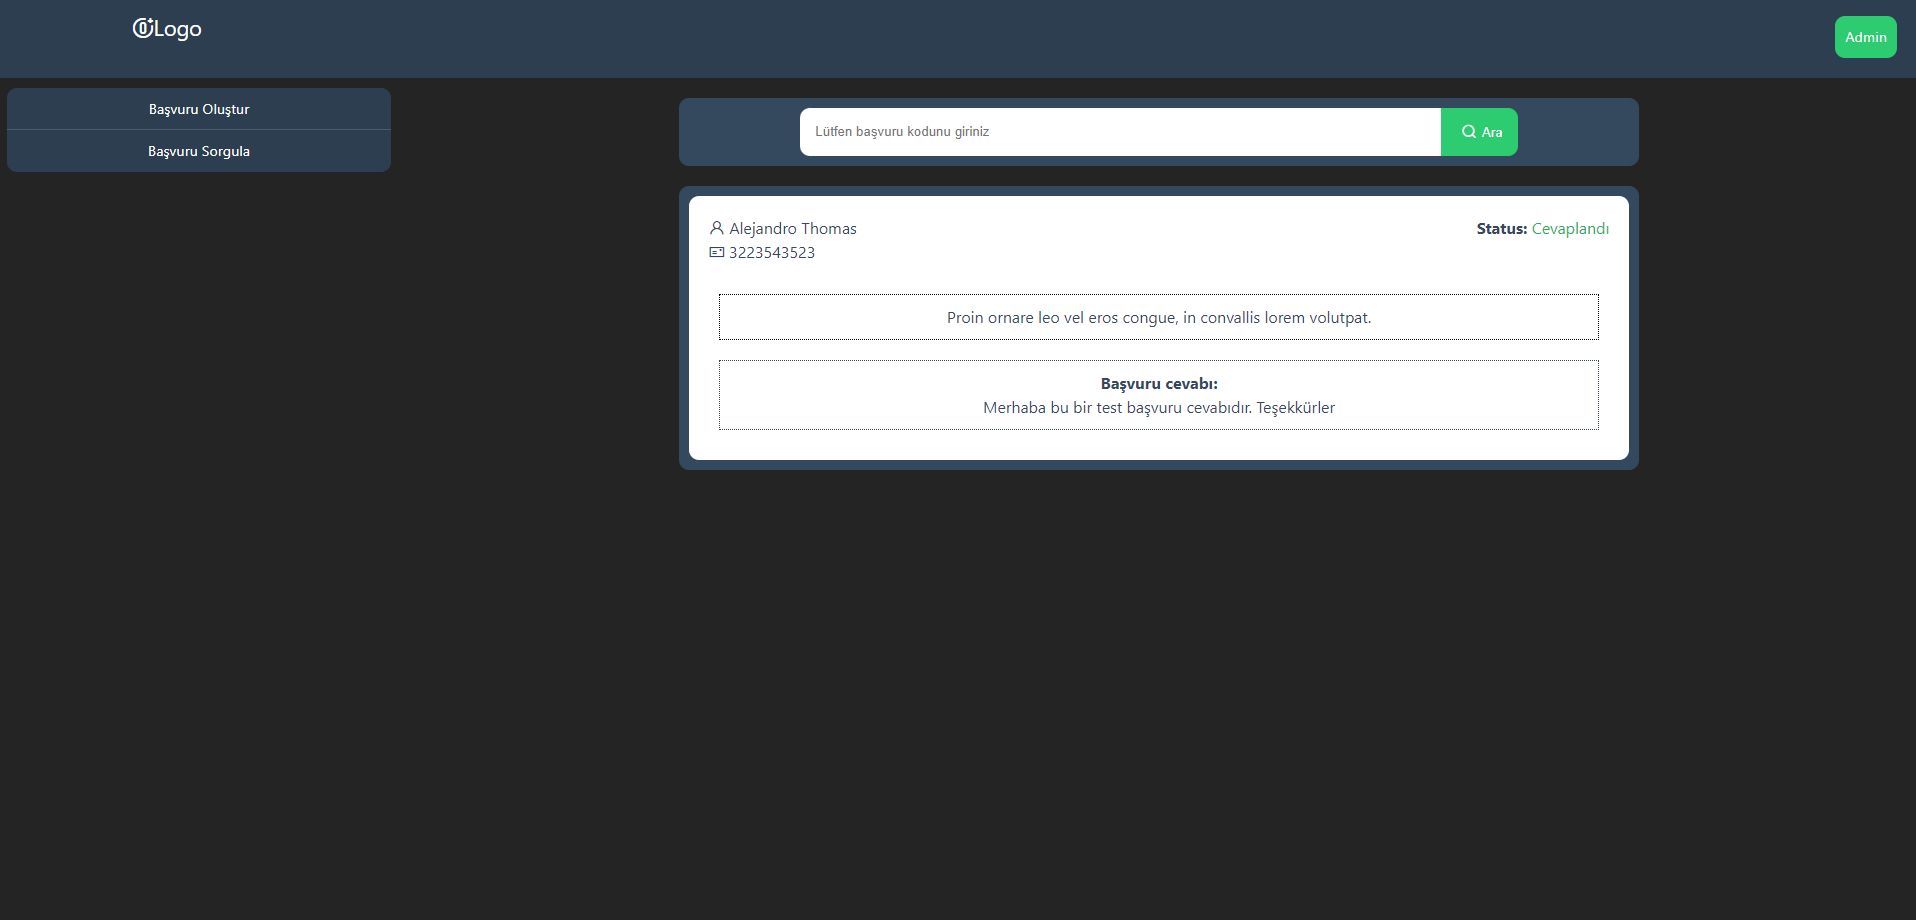 Logo
Admin
Başvuru Oluştur
Başvuru Sorgula
Lütfen başvuru kodunu giriniz
Ara
Alejandro Thomas
Status: Cevaplandı
3223543523
Proin ornare leo vel eros congue, in convallis lorem volutpat.
Başvuru cevabı:
Merhaba bu bir test başvuru cevabıdır. Teşekkürler